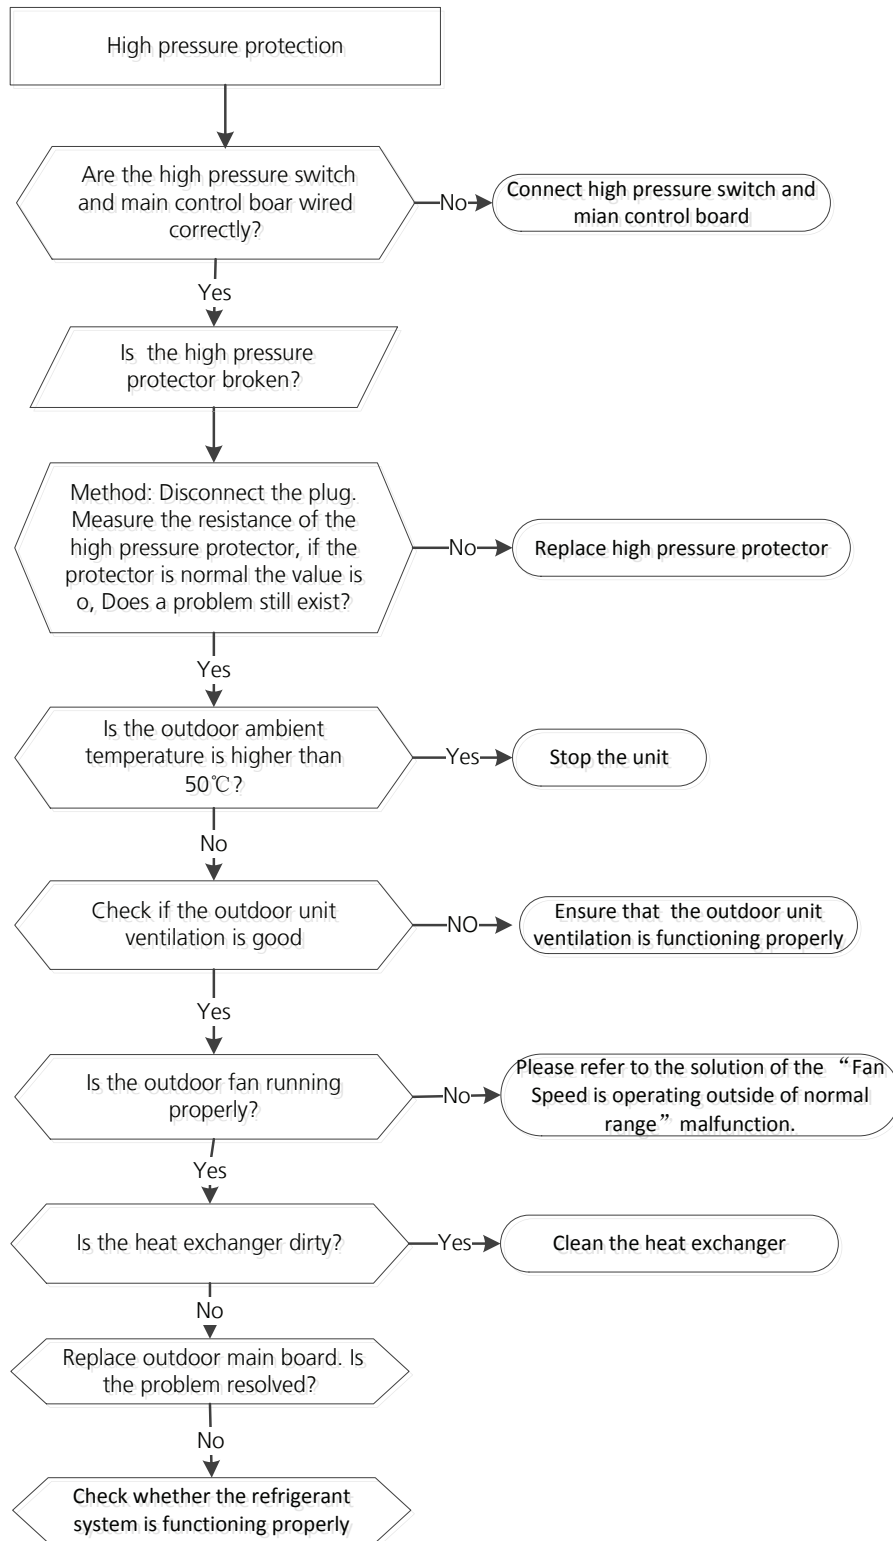 High pressure protection
Are the high pressure switch
and main control boar wired
correctly?
No
Connect high pressure switch and
mian control board
Yes
Is the high pressure
protector broken?
Method: Disconnect the plug.
Measure the resistance of the
high pressure protector, if the
protector is normal the value is
o, Does a problem still exist?
No
Replace high pressure protector
Yes
Is the outdoor ambient
temperature is higher than
50℃?
Yes
Stop the unit
No
Check if the outdoor unit
ventilation is good
NO
Ensure that the outdoor unit
ventilation is functioning properly
Yes
Is the outdoor fan running
properly?
No
Please refer to the solution of the “Fan
Speed is operating outside of normal
range” malfunction.
Yes
Is the heat exchanger dirty?
Yes
Clean the heat exchanger
No
Replace outdoor main board. Is
the problem resolved?
No
Check whether the refrigerant
system is functioning properly